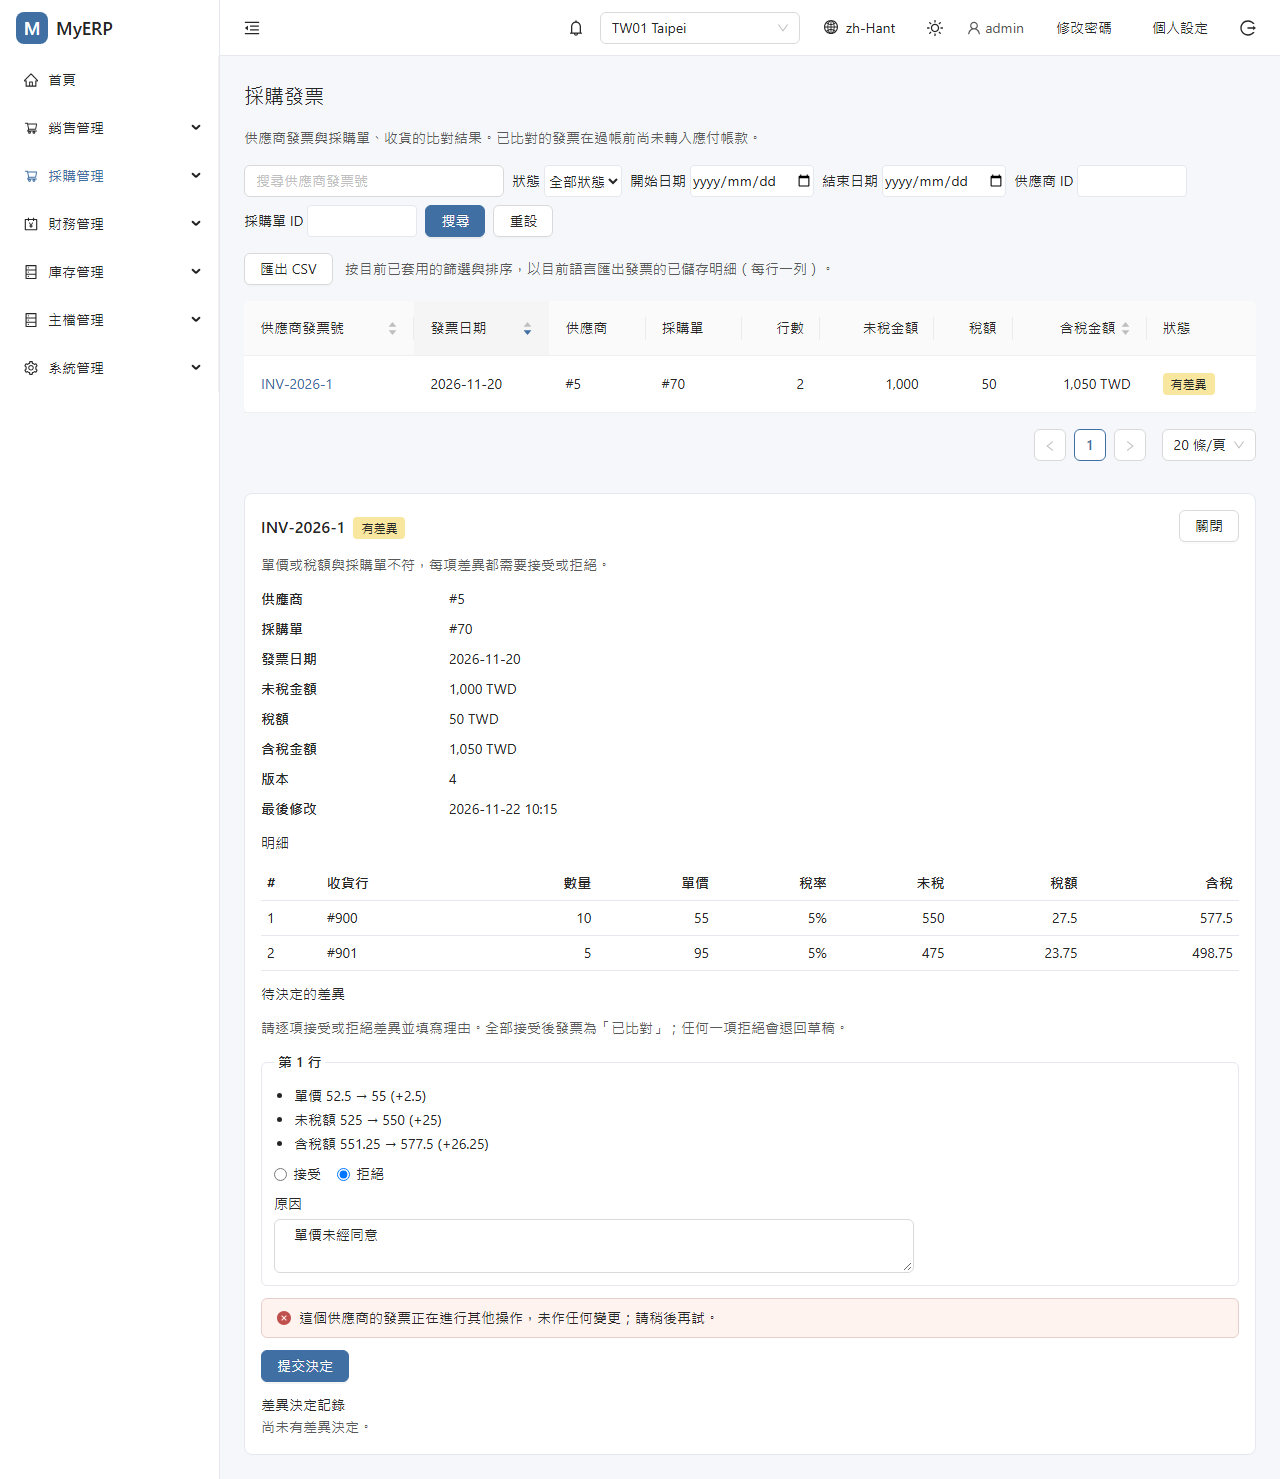 M MyERP
TW01 Taipei zh-Hant admin 修改密碼 個人設定
首頁
銷售管理
採購管理
財務管理
庫存管理
主檔管理
系統管理
採購發票
供應商發票與採購單、收貨的比對結果。已比對的發票在過帳前尚未轉入應付帳款。
搜尋供應商發票號 狀態 全部狀態 開始日期 yyyy/mm/dd 結束日期 yyyy/mm/dd 供應商 ID
採購單 ID 搜尋 重設
匯出 CSV 按目前已套用的篩選與排序，以目前語言匯出發票的已儲存明細（每行一列）。
供應商發票號 發票日期 供應商 採購單 行數 未稅金額 稅額 含稅金額 狀態
INV-2026-1 2026-11-20 #5 #70 2 1,000 50 1,050 TWD 有差異
< 1 > 20 條/頁
INV-2026-1 有差異 關閉
單價或稅額與採購單不符，每項差異都需要接受或拒絕。
供應商 #5
採購單 #70
發票日期 2026-11-20
未稅金額 1,000 TWD
稅額 50 TWD
含稅金額 1,050 TWD
版本 4
最後修改 2026-11-22 10:15
明細
# 收貨行 數量 單價 稅率 未稅 稅額 含稅
1 #900 10 55 5% 550 27.5 577.5
2 #901 5 95 5% 475 23.75 498.75
待決定的差異
請逐項接受或拒絕差異並填寫理由。全部接受後發票為「已比對」；任何一項拒絕會退回草稿。
第 1 行
• 單價 52.5 → 55 (+2.5)
• 未稅額 525 → 550 (+25)
• 含稅額 551.25 → 577.5 (+26.25)
接受 拒絕
原因
單價未經同意
這個供應商的發票正在進行其他操作，未作任何變更；請稍後再試。
提交決定
差異決定記錄
尚未有差異決定。